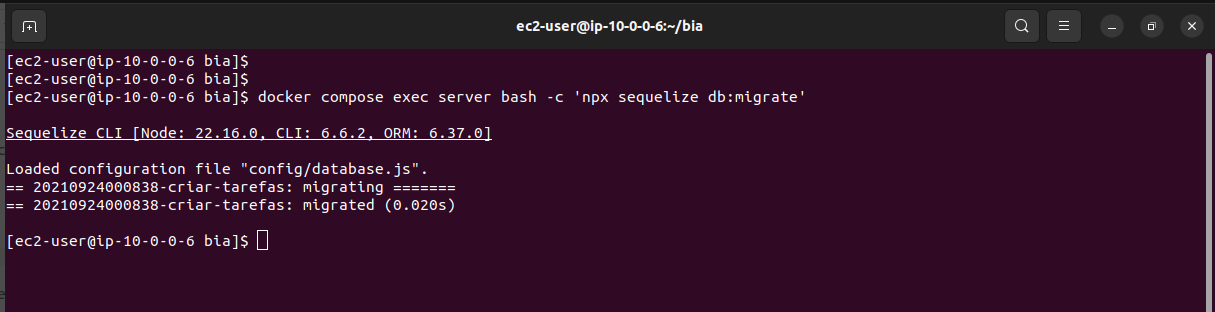 ec2-user@ip-10-0-0-6:~/bia
[ec2-user@ip-10-0-0-6 bia]$
[ec2-user@ip-10-0-0-6 bia]$
[ec2-user@ip-10-0-0-6 bia]$ docker compose exec server bash -c 'npx sequelize db:migrate'
Sequelize CLI [Node: 22.16.0, CLI: 6.6.2, ORM: 6.37.0]
Loaded configuration file "config/database.js".
== 20210924000838-criar-tarefas: migrating =======
== 20210924000838-criar-tarefas: migrated (0.020s)
[ec2-user@ip-10-0-0-6 bia]$